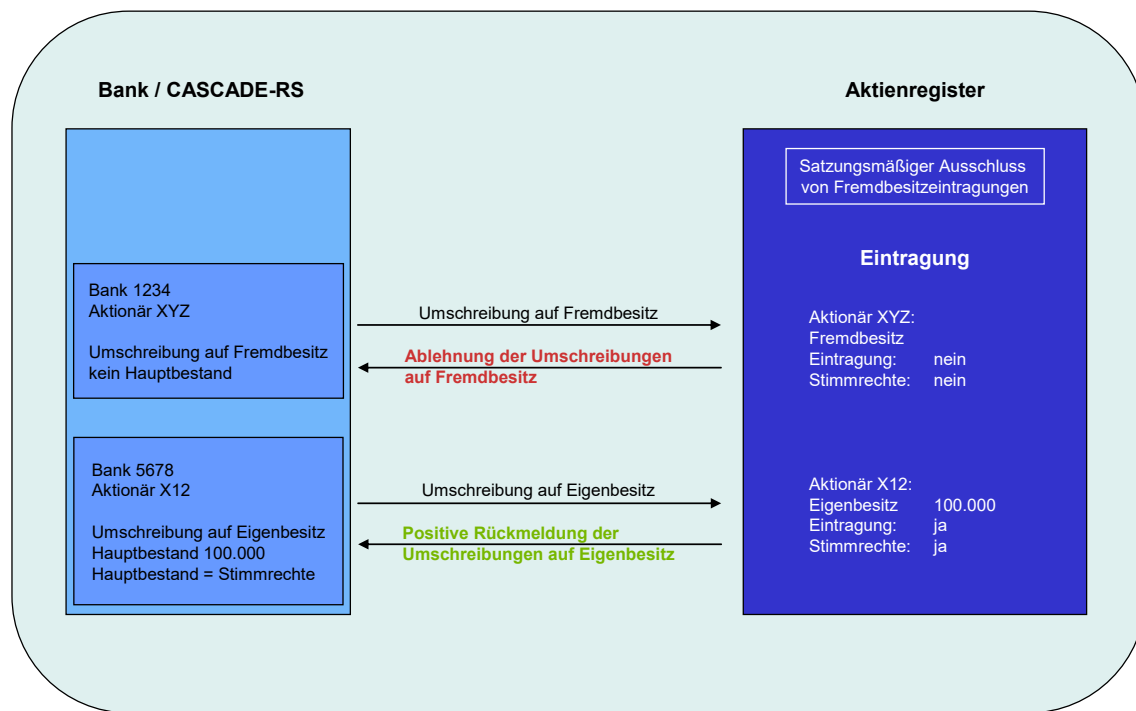 Bank / CASCADE-RS
Bank 1234
Aktionär XYZ
Umschreibung auf Fremdbesitz
kein Hauptbestand
Bank 5678
Aktionär X12
Umschreibung auf Eigenbesitz
Hauptbestand 100.000
Hauptbestand = Stimmrechte
Umschreibung auf Fremdbesitz
Ablehnung der Umschreibungen
auf Fremdbesitz
Umschreibung auf Eigenbesitz
Positive Rückmeldung der
Umschreibungen auf Eigenbesitz
Aktienregister
Satzungsmäßiger Ausschluss
von Fremdbesitzeintragungen
Eintragung
Aktionär XYZ:
Fremdbesitz
Eintragung: nein
Stimmrechte: nein
Aktionär X12:
Eigenbesitz 100.000
Eintragung: ja
Stimmrechte: ja